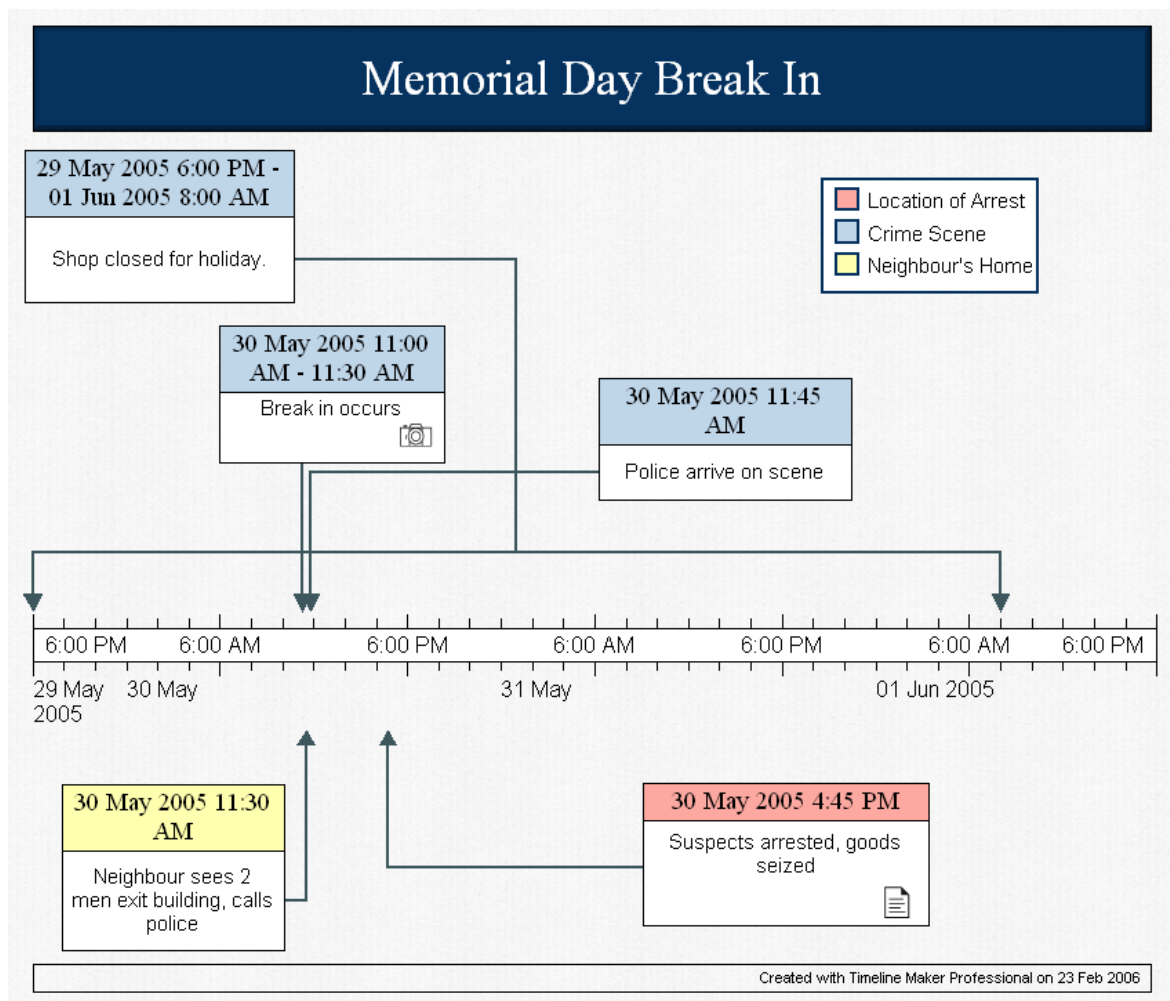 Memorial Day Break In
29 May 2005 6:00 PM -
01 Jun 2005 8:00 AM
Shop closed for holiday.
Location of Arrest
Crime Scene
Neighbour's Home
30 May 2005 11:00
AM - 11:30 AM
Break in occurs
30 May 2005 11:45
AM
Police arrive on scene
6:00 PM 6:00 AM 6:00 PM 6:00 AM 6:00 PM 6:00 AM 6:00 PM
29 May 30 May 31 May 01 Jun 2005
2005
30 May 2005 11:30
AM
Neighbour sees 2
men exit building, calls
police
30 May 2005 4:45 PM
Suspects arrested, goods
seized
Created with Timeline Maker Professional on 23 Feb 2006